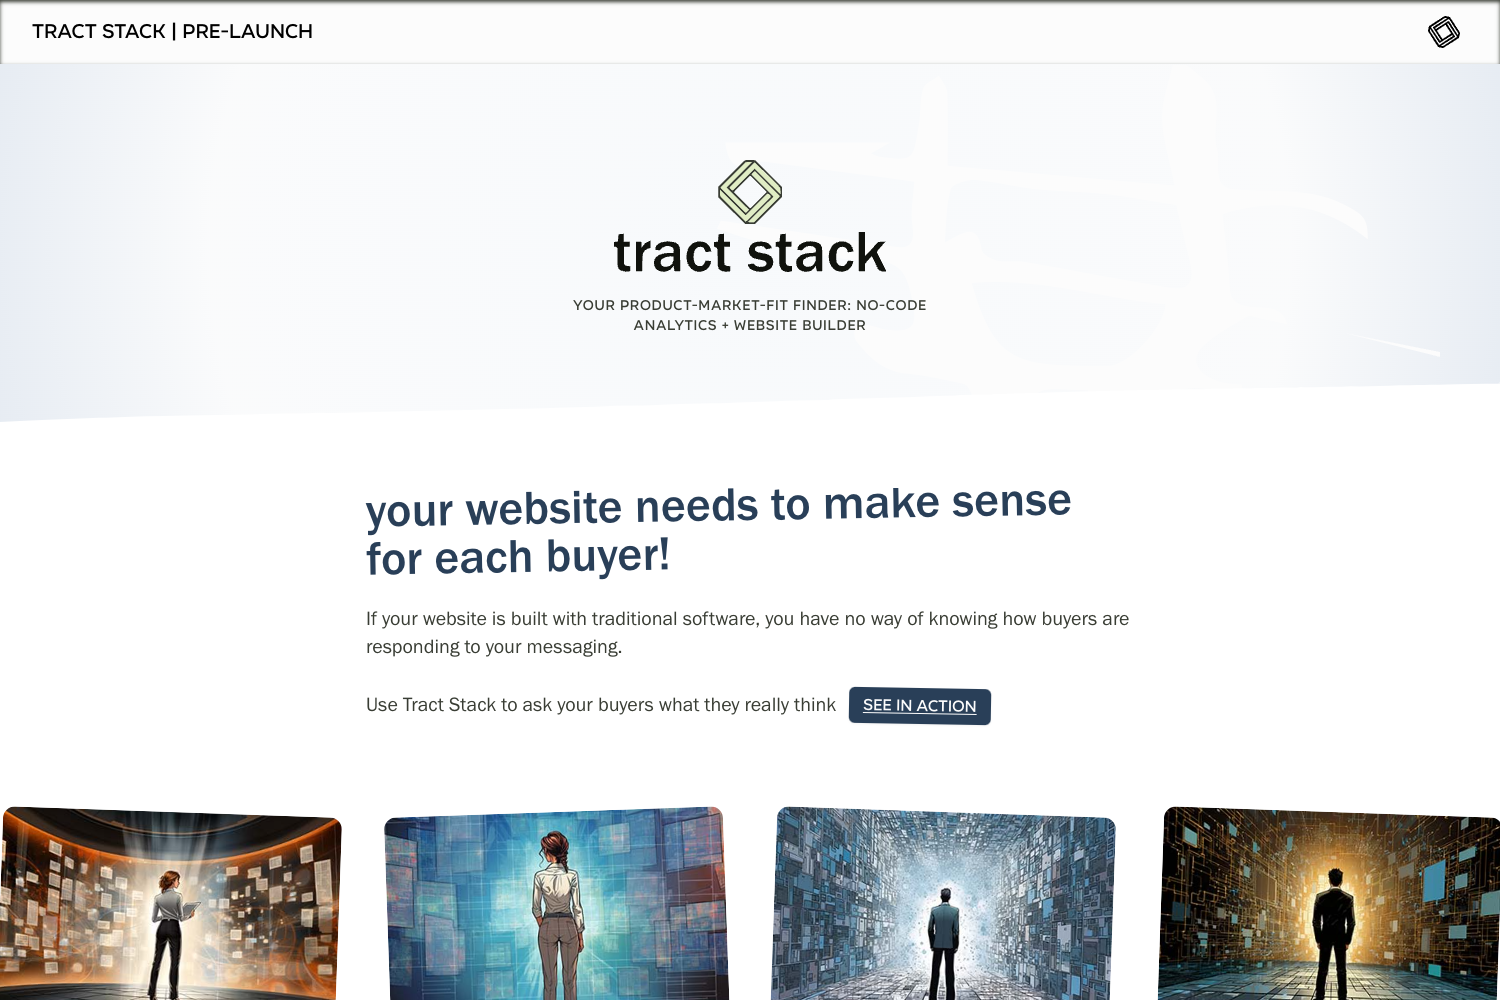 TRACT STACK | PRE-LAUNCH
tract stack
YOUR PRODUCT-MARKET-FIT FINDER: NO-CODE
ANALYTICS + WEBSITE BUILDER
your website needs to make sense
for each buyer!
If your website is built with traditional software, you have no way of knowing how buyers are
responding to your messaging.
Use Tract Stack to ask your buyers what they really think SEE IN ACTION